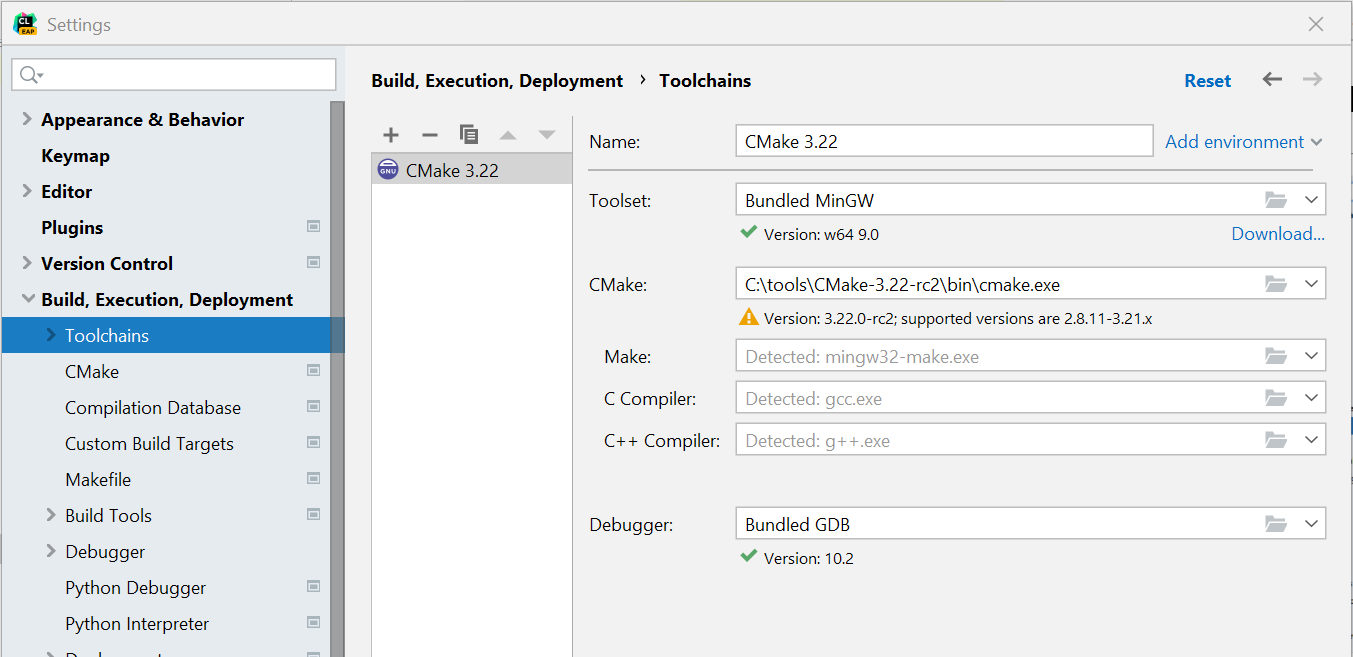 CL
EAP
Settings
Appearance & Behavior
Keymap
Editor
Plugins
Version Control
Build, Execution, Deployment
Toolchains
CMake
Compilation Database
Custom Build Targets
Makefile
Build Tools
Debugger
Python Debugger
Python Interpreter
Build, Execution, Deployment › Toolchains
Reset
GNU CMake 3.22
Name: CMake 3.22 Add environment
Toolset: Bundled MinGW
Version: w64 9.0 Download...
CMake: C:\tools\CMake-3.22-rc2\bin\cmake.exe
Version: 3.22.0-rc2; supported versions are 2.8.11-3.21.x
Make: Detected: mingw32-make.exe
C Compiler: Detected: gcc.exe
C++ Compiler: Detected: g++.exe
Debugger: Bundled GDB
Version: 10.2